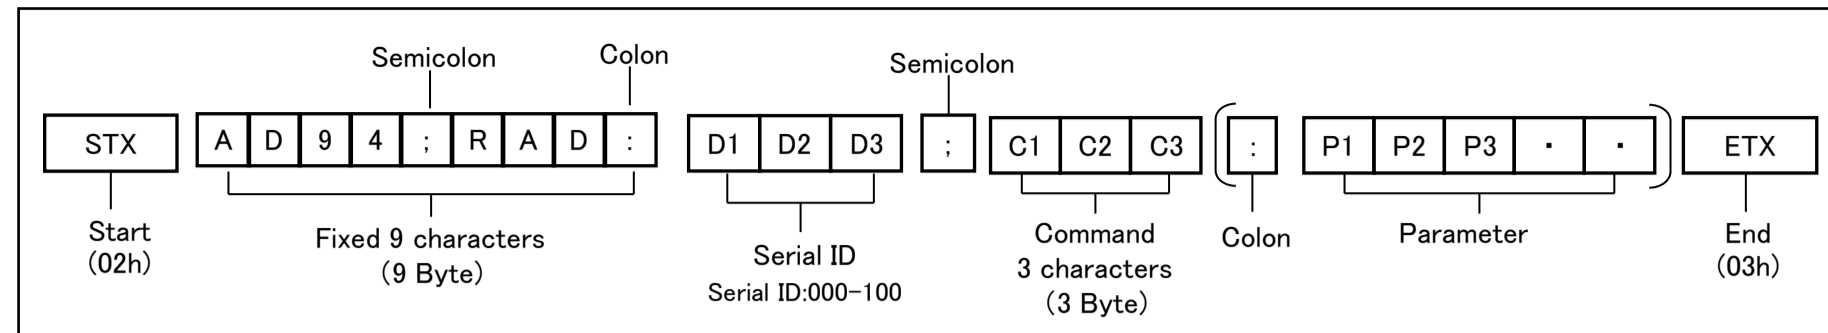 Semicolon Colon Semicolon
STX A D 9 4 ; R A D : D1 D2 D3 ; C1 C2 C3 ( : P1 P2 P3 ・ ・ ) ETX
Start
(02h)
Fixed 9 characters
(9 Byte)
Serial ID
Serial ID:000-100
Command
3 characters
(3 Byte)
Colon
Parameter
End
(03h)